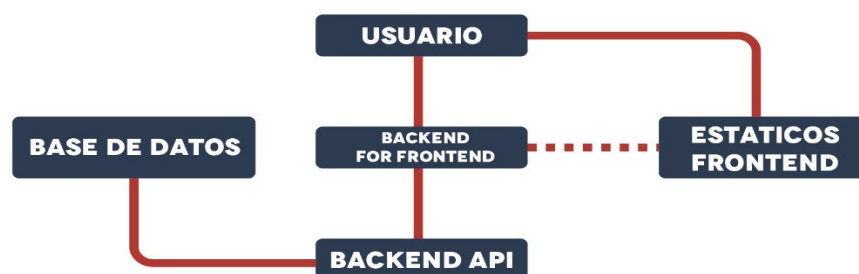 USUARIO
BASE DE DATOS
BACKEND
FOR FRONTEND
ESTATICOS
FRONTEND
BACKEND API